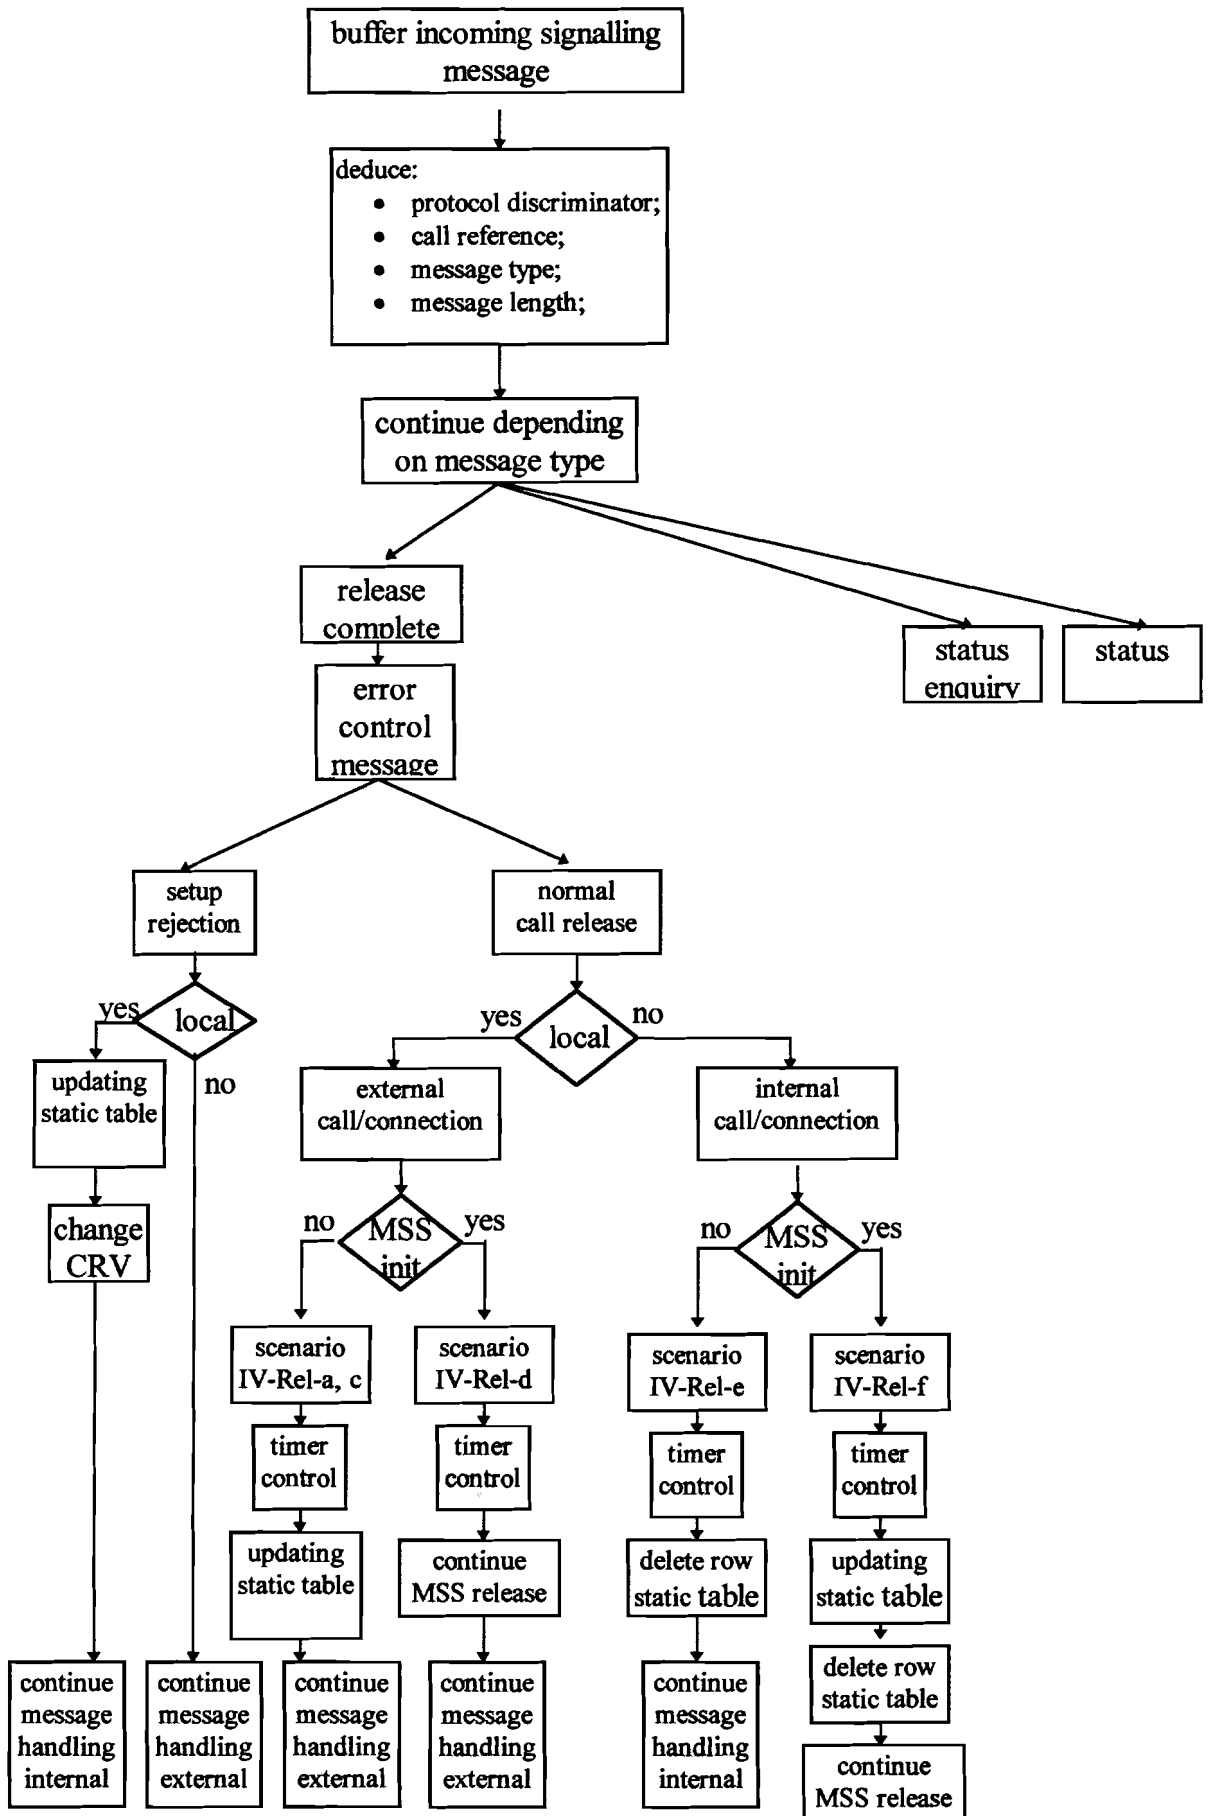 buffer incoming signalling
message
deduce:
• protocol discriminator;
• call reference;
• message type;
• message length;
continue depending
on message type
release
complete
status
enquiry
status
error
control
message
setup
rejection
normal
call release
yes
local
no
yes
local
no
updating
static table
external
call/connection
internal
call/connection
change
CRV
no
MSS
init
yes
no
MSS
init
yes
scenario
IV-Rel-a, c
scenario
IV-Rel-d
scenario
IV-Rel-e
scenario
IV-Rel-f
timer
control
timer
control
timer
control
timer
control
updating
static table
continue
MSS release
delete row
static table
updating
static table
delete row
static table
continue
message
handling
internal
continue
message
handling
external
continue
message
handling
external
continue
message
handling
external
continue
message
handling
internal
continue
MSS release